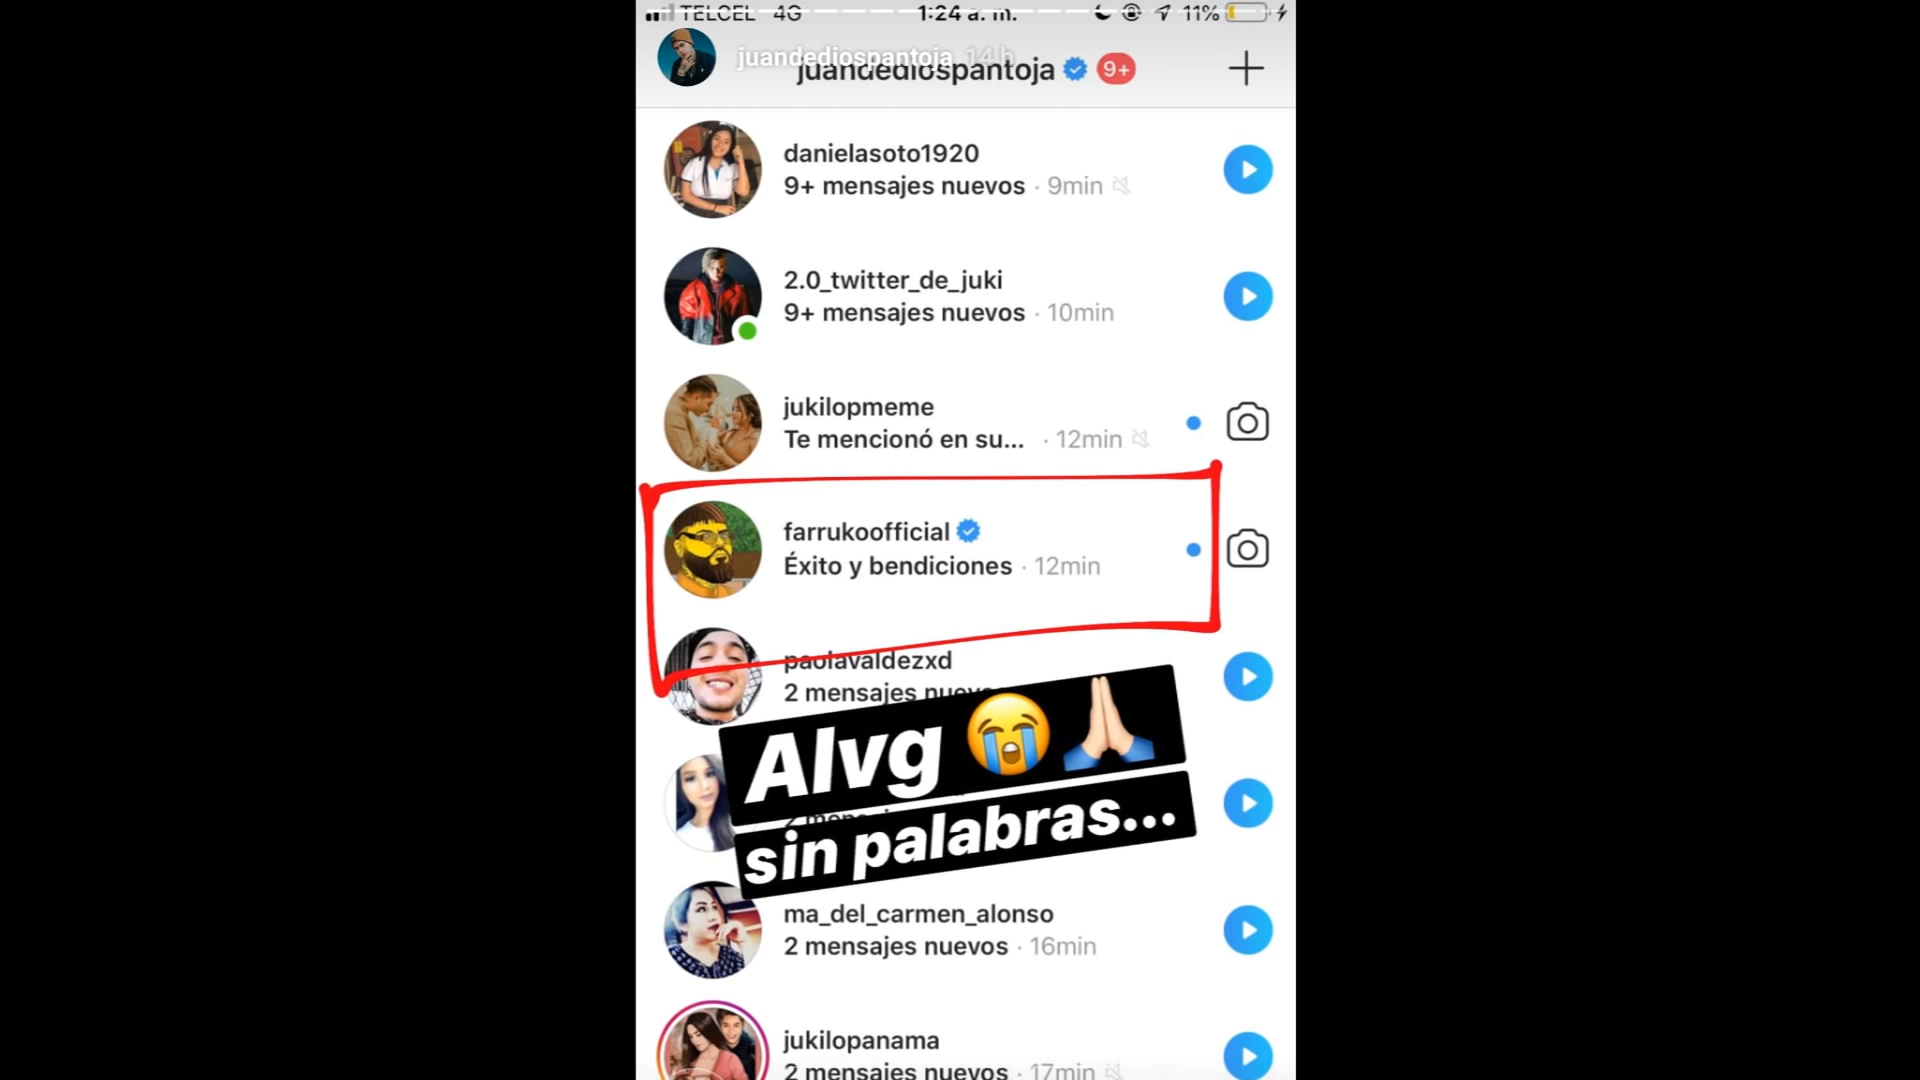 TELCEL 4G 1:24 a. m. 11%
juandediospantoja 14 h
juandediospantoja 9+
danielasoto1920
9+ mensajes nuevos · 9min
2.0_twitter_de_juki
9+ mensajes nuevos · 10min
jukilopmeme
Te mencionó en su... · 12min
farrukoofficial
Éxito y bendiciones · 12min
paolavaldezxd
2 mensajes nuevos
Alvg 😭🙏🏻
sin palabras...
ma_del_carmen_alonso
2 mensajes nuevos · 16min
jukilopanama
2 mensajes nuevos · 17min